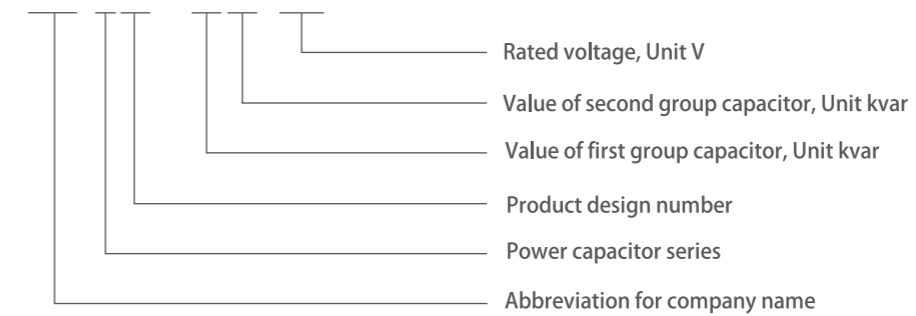 Rated voltage, Unit V
Value of second group capacitor, Unit kvar
Value of first group capacitor, Unit kvar
Product design number
Power capacitor series
Abbreviation for company name